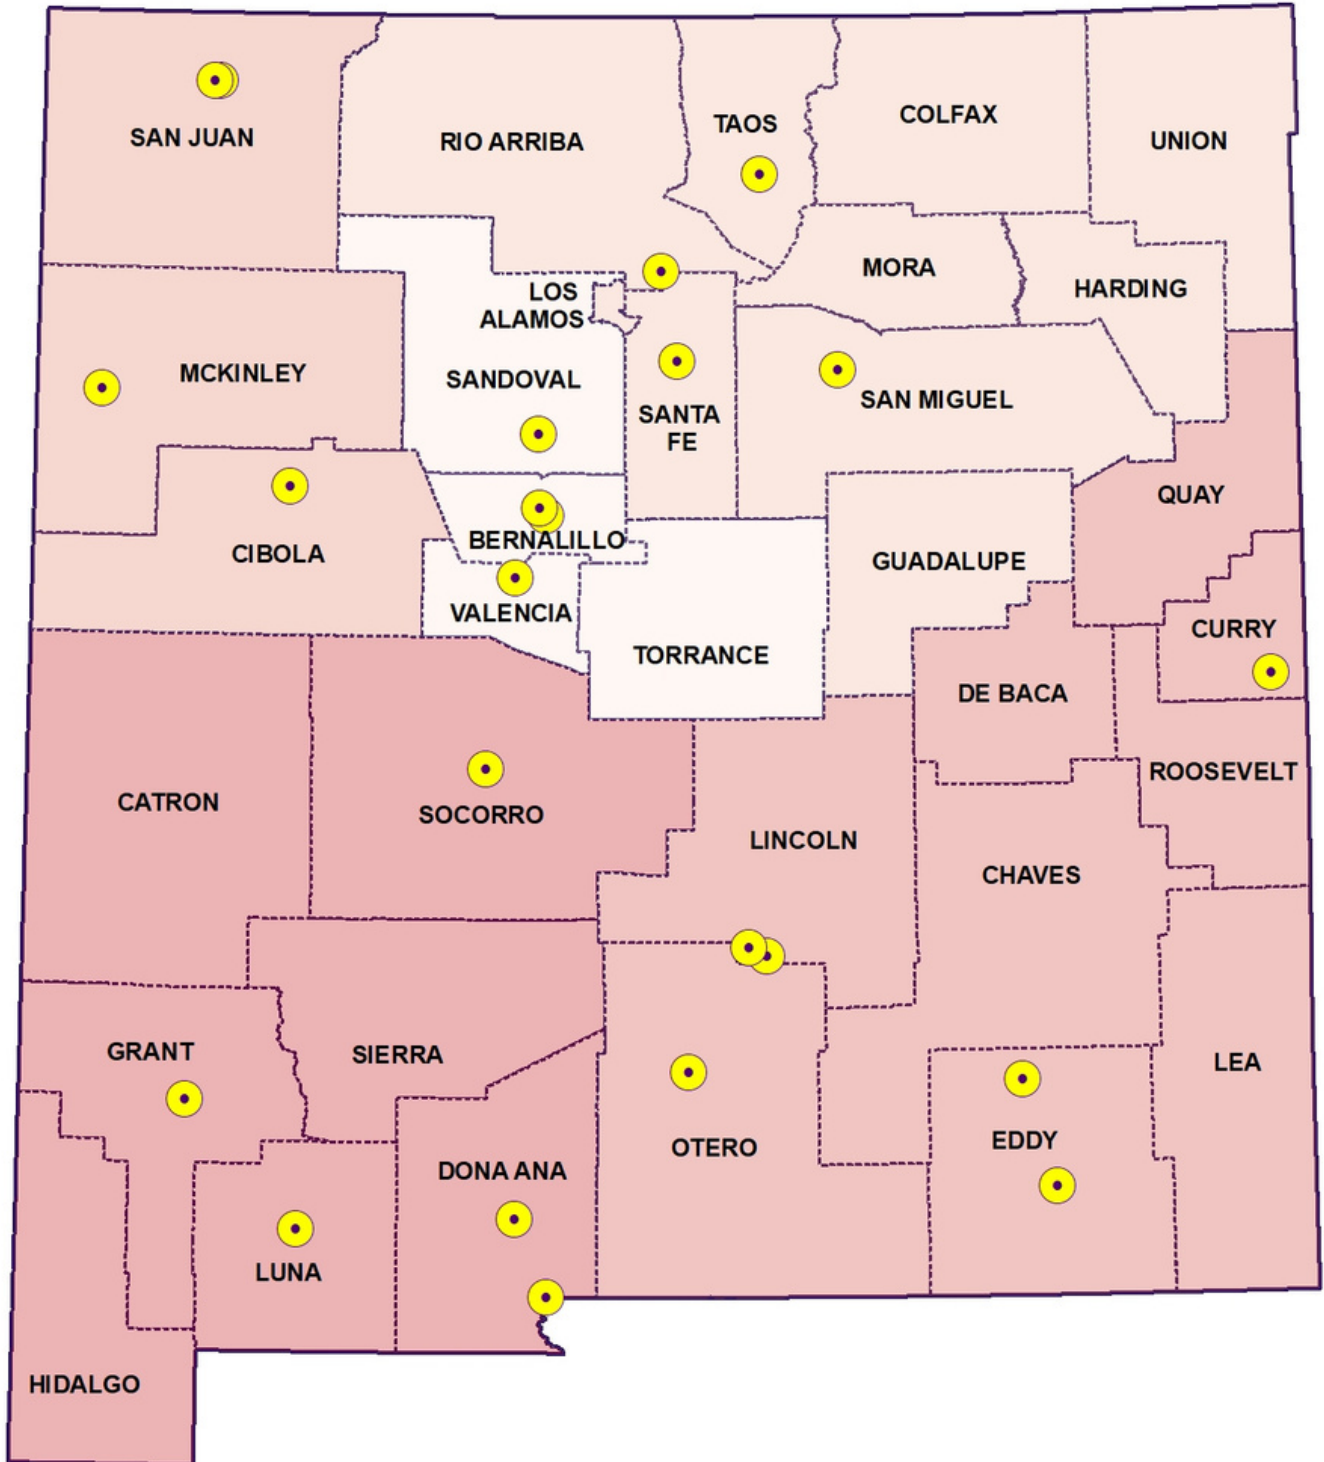 SAN JUAN
RIO ARRIBA
TAOS
COLFAX
UNION
LOS
ALAMOS
MORA
HARDING
MCKINLEY
SANDOVAL
SANTA
FE
SAN MIGUEL
QUAY
CIBOLA
BERNALILLO
VALENCIA
GUADALUPE
TORRANCE
CURRY
DE BACA
ROOSEVELT
CATRON
SOCORRO
LINCOLN
CHAVES
GRANT
SIERRA
LEA
OTERO
EDDY
DONA ANA
LUNA
HIDALGO